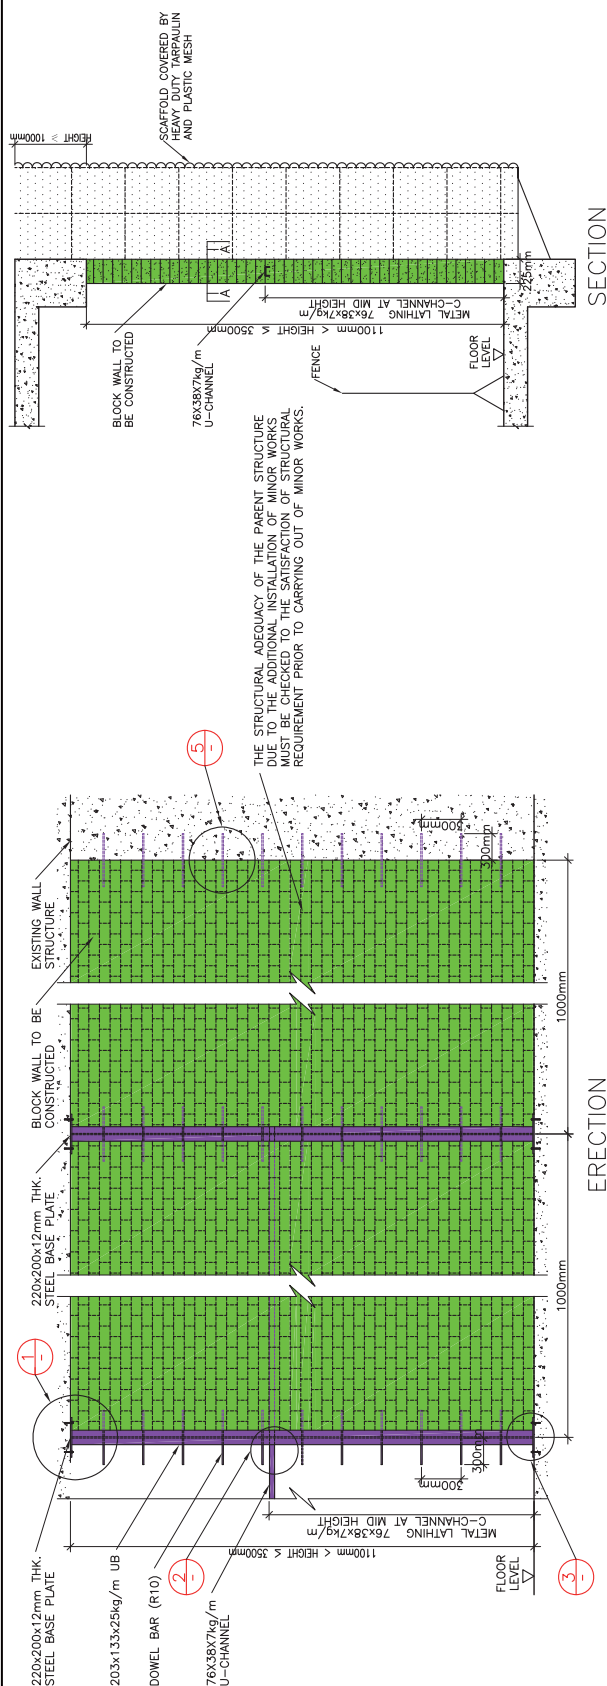 220x200x12mm THK.
STEEL BASE PLATE
203x133x25kg/m UB
DOWEL BAR (R10)
76X38X7kg/m
U-CHANNEL
1
-
2
-
3
-
5
-
220x200x12mm THK.
STEEL BASE PLATE
BLOCK WALL TO BE
CONSTRUCTED
EXISTING WALL
STRUCTURE
1100mm < HEIGHT ≤ 3500mm
METAL LATHING 76x38x7kg/m
C-CHANNEL AT MID HEIGHT
FLOOR
LEVEL
300mm
300mm
1000mm
1000mm
300mm
300mm
ERECTION
THE STRUCTURAL ADEQUACY OF THE PARENT STRUCTURE
DUE TO THE ADDITIONAL INSTALLATION OF MINOR WORKS
MUST BE CHECKED TO THE SATISFACTION OF STRUCTURAL
REQUIREMENT PRIOR TO CARRYING OUT OF MINOR WORKS.
BLOCK WALL TO
BE CONSTRUCTED
76X38X7kg/m
U-CHANNEL
FENCE
FLOOR
LEVEL
1100mm < HEIGHT ≤ 3500mm
METAL LATHING 76x38x7kg/m
C-CHANNEL AT MID HEIGHT
A
A
225mm
HEIGHT ≥ 1000mm
SCAFFOLD COVERED BY
HEAVY DUTY TARPAULIN
AND PLASTIC MESH
SECTION